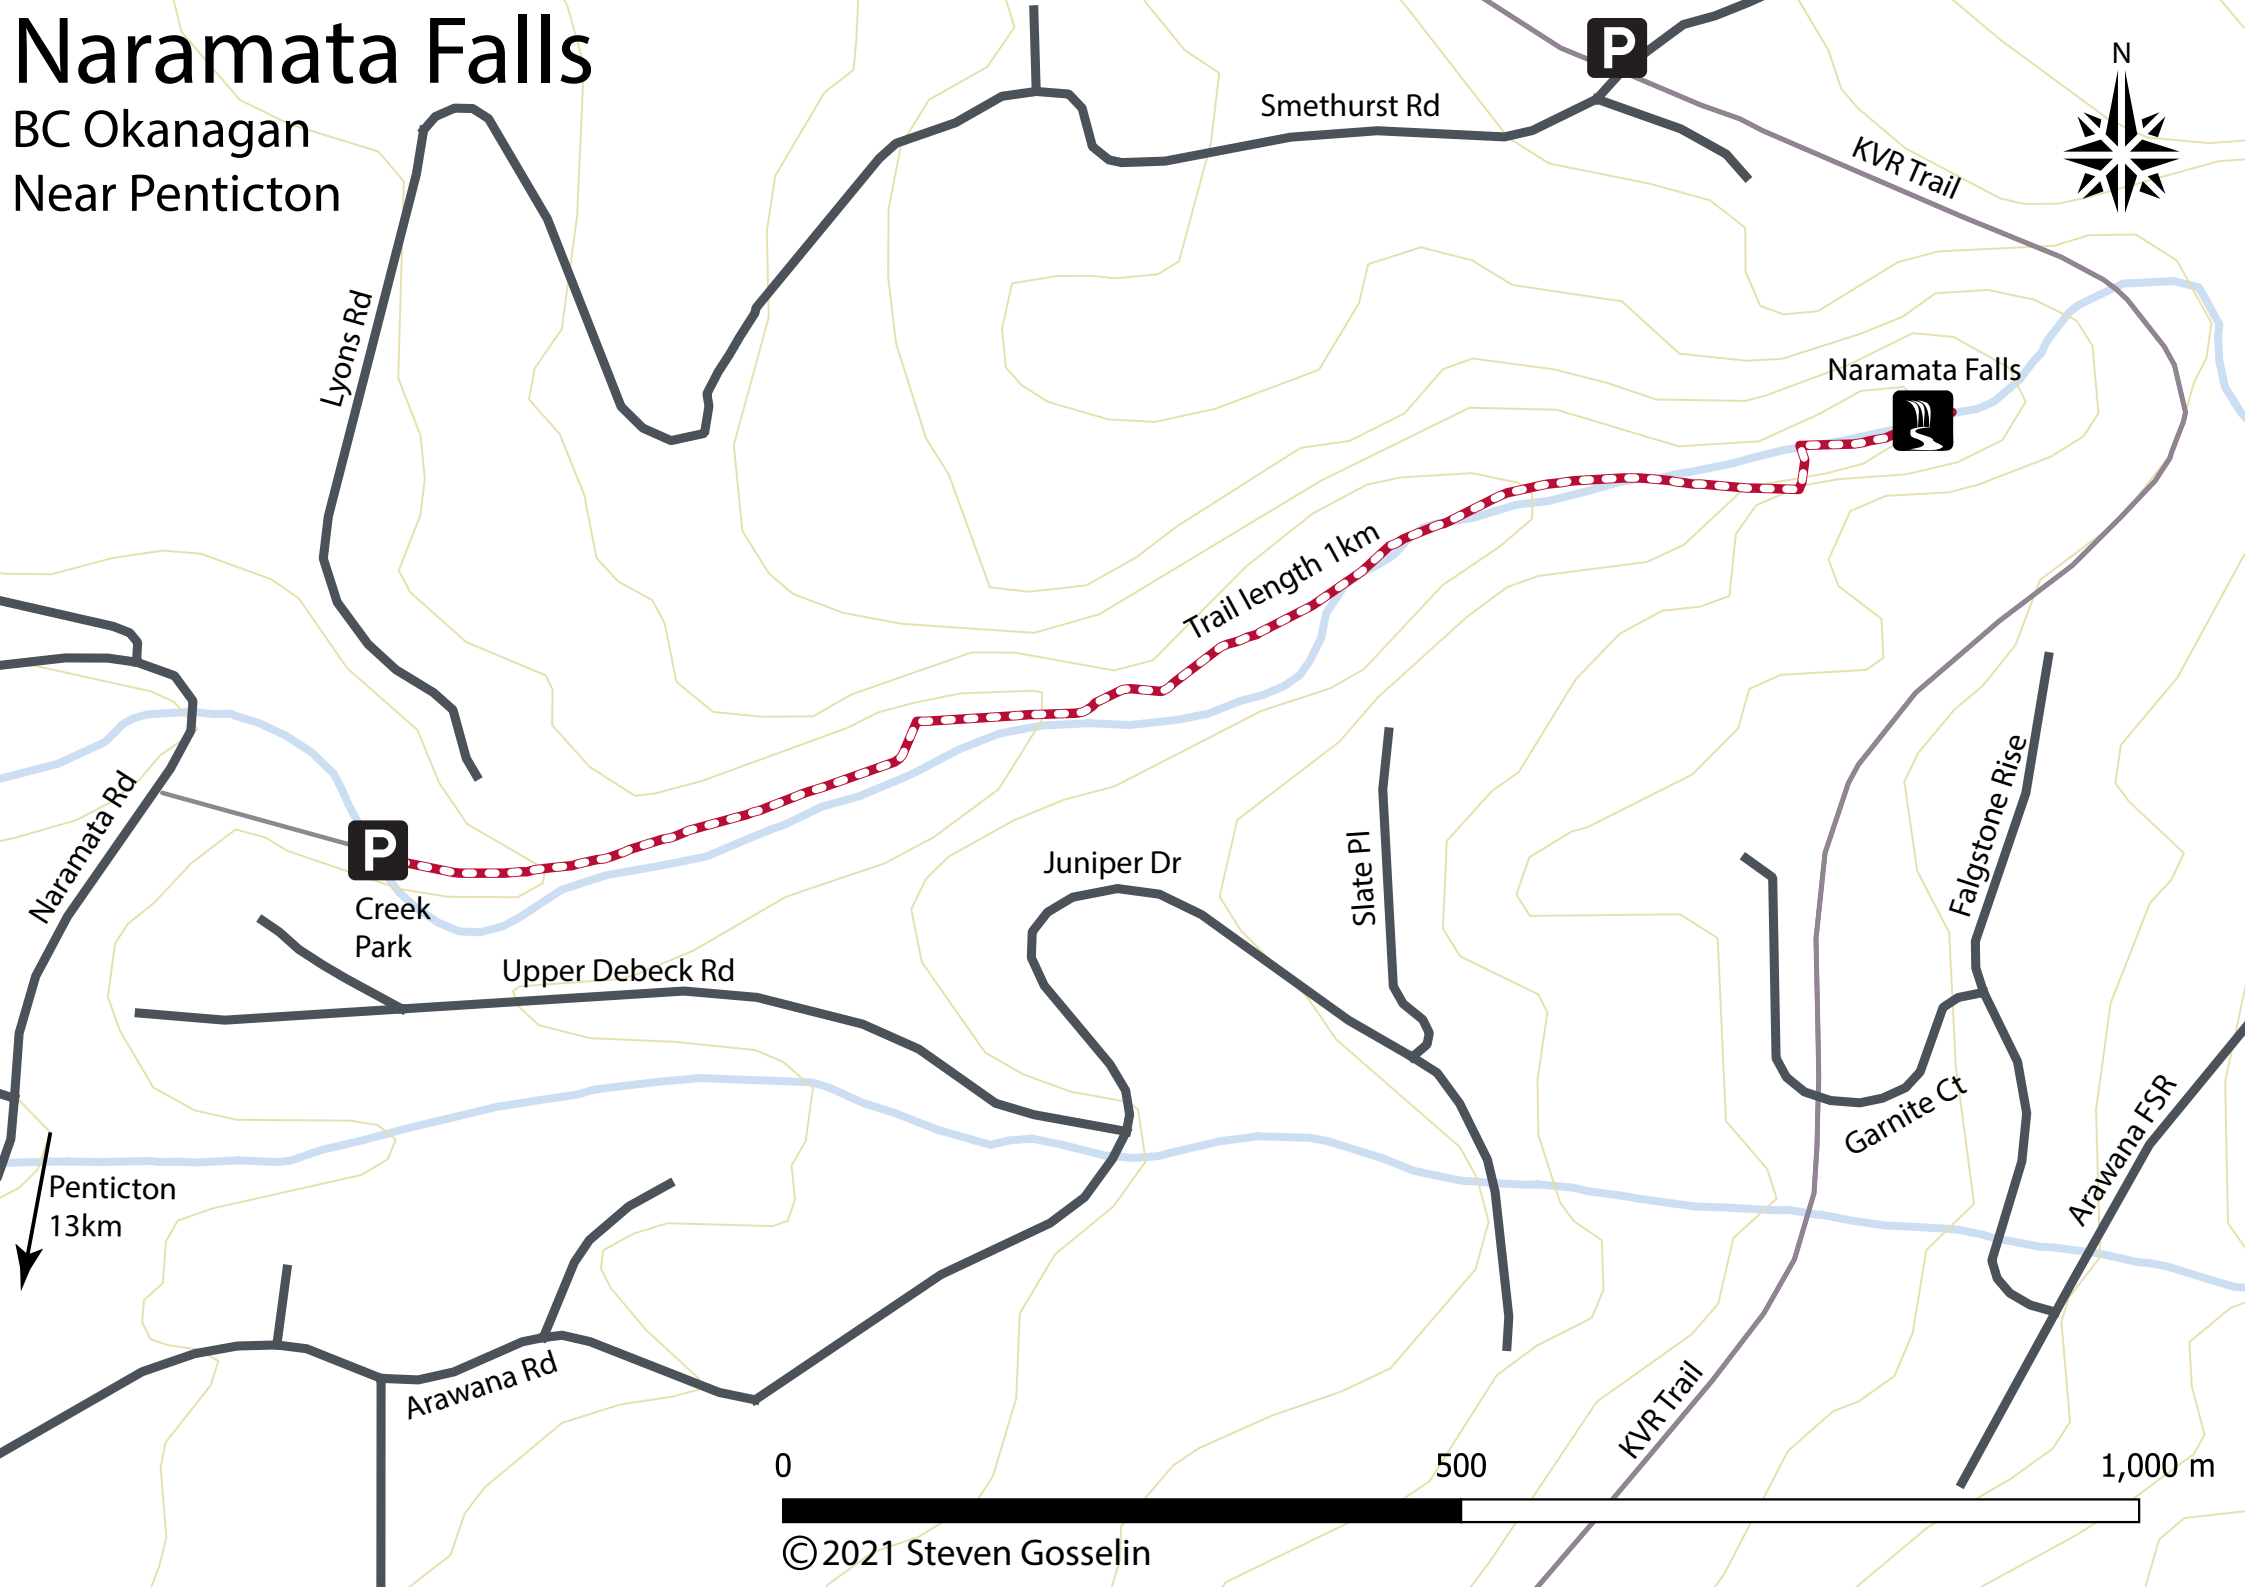 Naramata Falls
BC Okanagan
Near Penticton
P
N
Smethurst Rd
KVR Trail
Lyons Rd
Naramata Falls
Trail length 1km
Naramata Rd
P
Creek
Park
Upper Debeck Rd
Juniper Dr
Slate Pl
Falgstone Rise
Garnite Ct
Arawana FSR
Penticton
13km
Arawana Rd
KVR Trail
0 500 1,000 m
©2021 Steven Gosselin